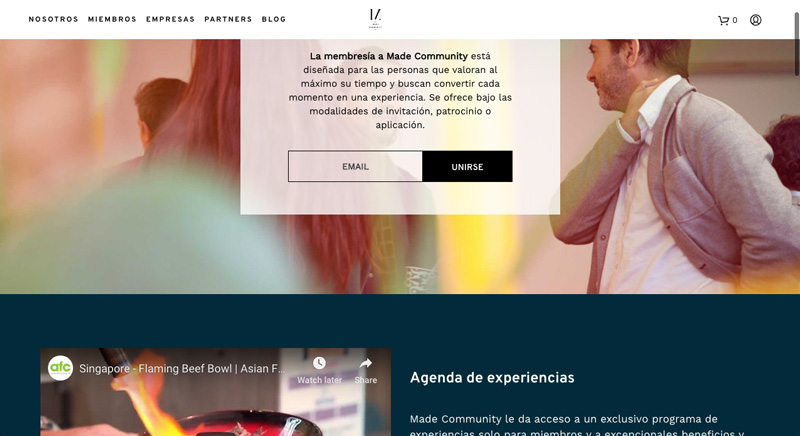 NOSOTROS MIEMBROS EMPRESAS PARTNERS BLOG
0
La membresía a Made Community está
diseñada para las personas que valoran al
máximo su tiempo y buscan convertir cada
momento en una experiencia. Se ofrece bajo las
modalidades de invitación, patrocinio o
aplicación.
EMAIL
UNIRSE
afc
Singapore - Flaming Beef Bowl | Asian F...
Watch later
Share
Agenda de experiencias
Made Community le da acceso a un exclusivo programa de
experiencias solo para miembros y a excepcionales beneficios y